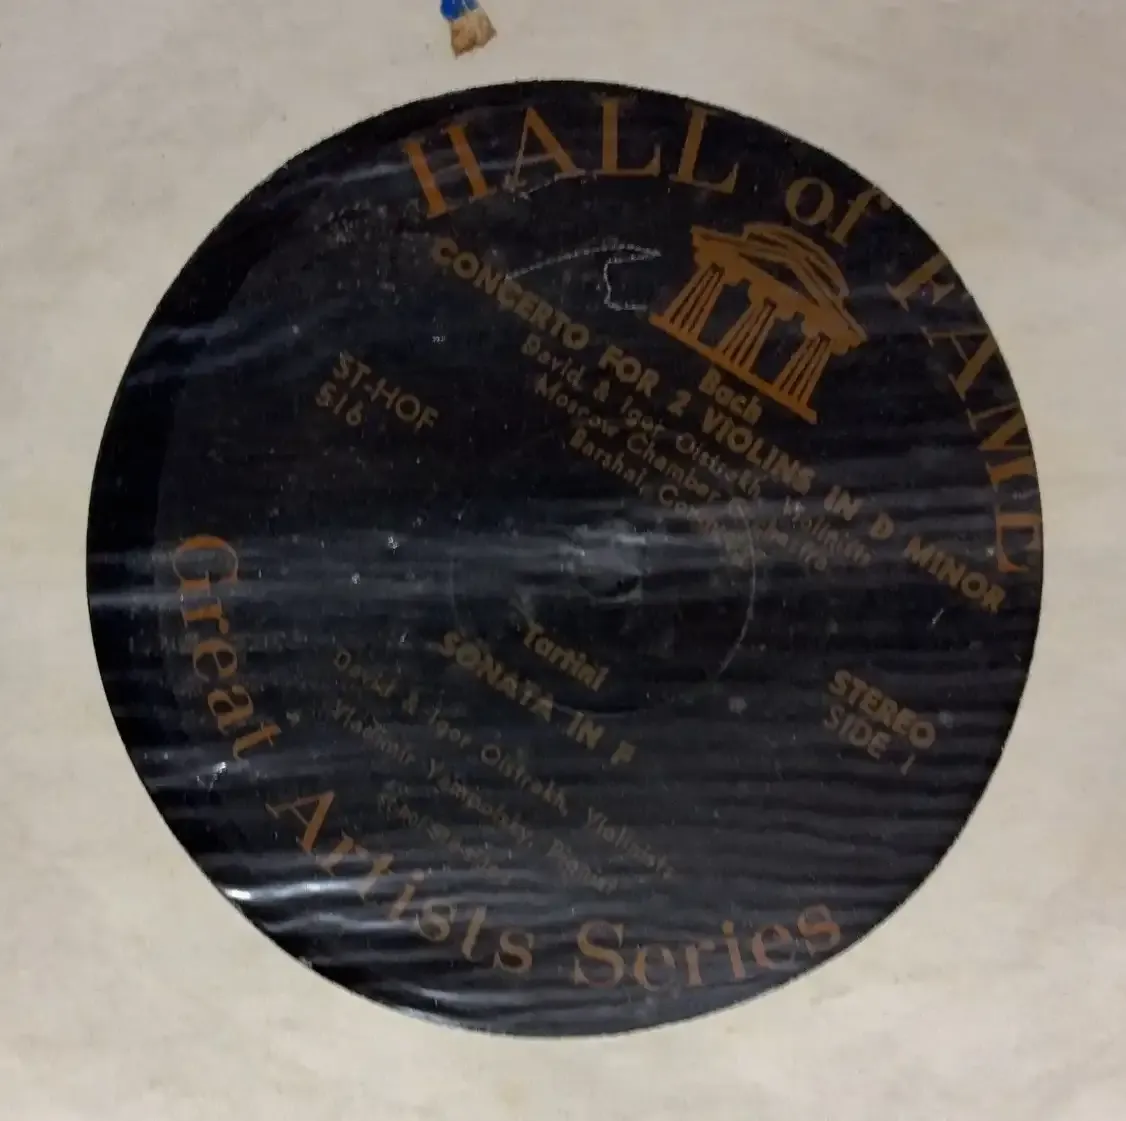 HALL of FAME
ST-HOF
516
Bach
CONCERTO FOR 2 VIOLINS IN D MINOR
David & Igor Oistrakh, Violinists
Moscow Chamber
Barshai,
Tartini
SONATA IN F
David & Igor Oistrakh, Violinists
Vladimir Yampolsky, Pianist
STEREO
SIDE 1
Great Artists Series